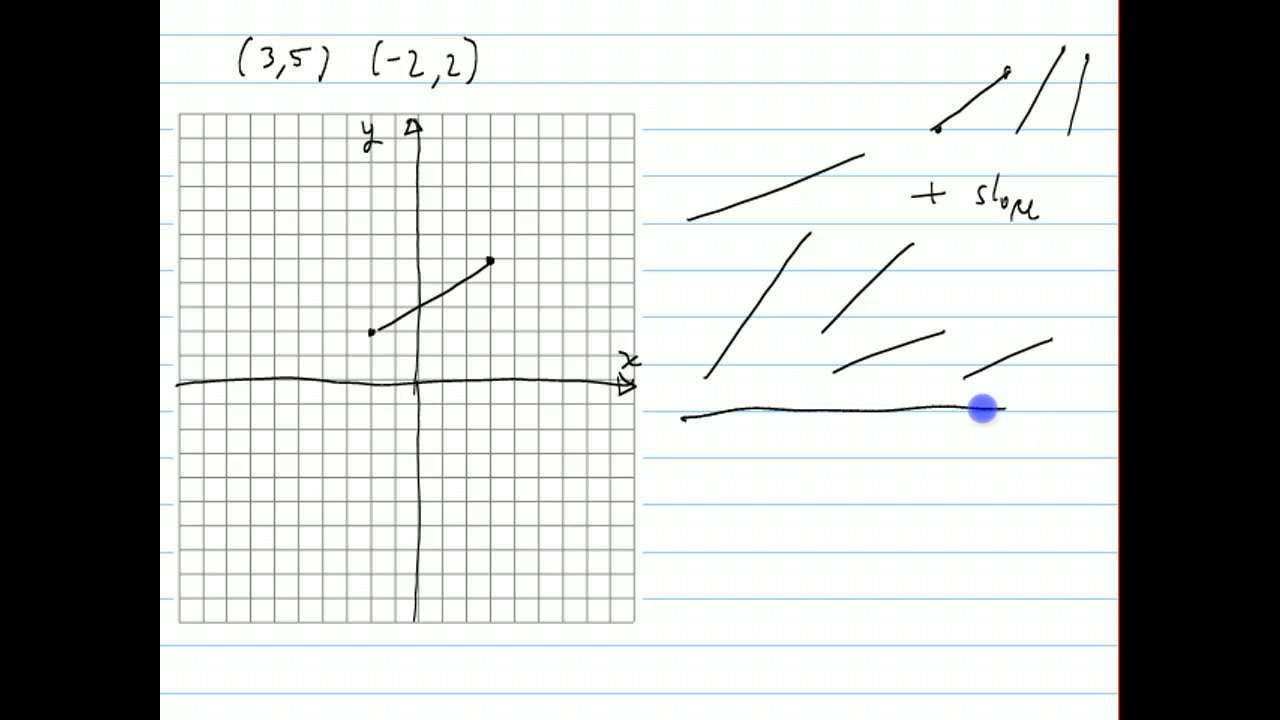 (3,5) (-2,2)
y
+ slope
x